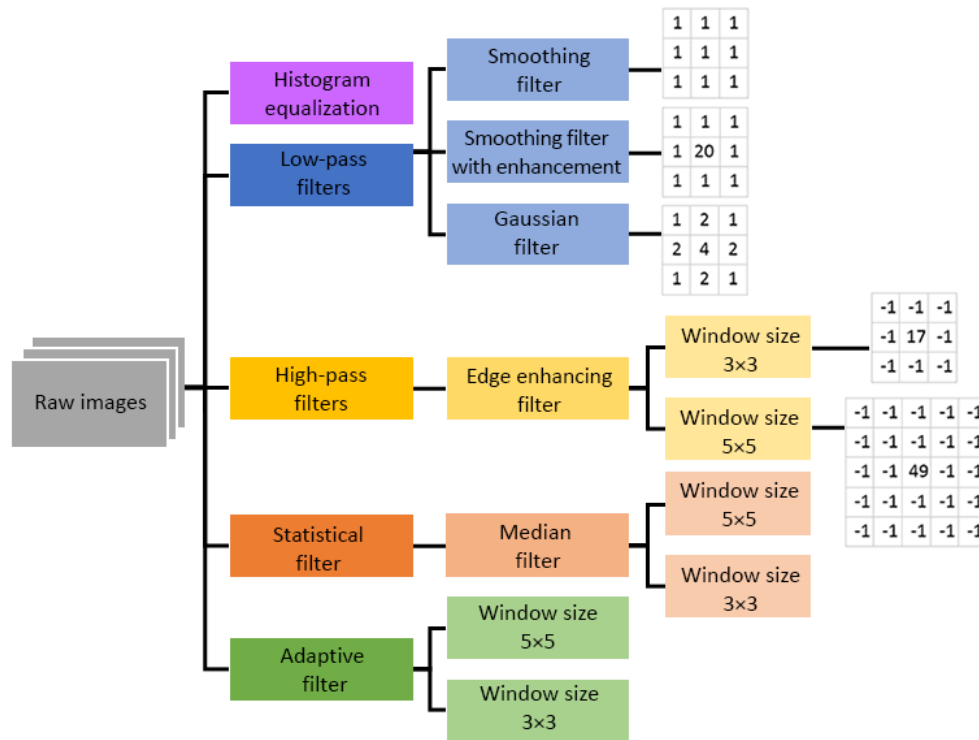 Raw images
Histogram
equalization
Low-pass
filters
Smoothing
filter
1 1 1
1 1 1
1 1 1
Smoothing filter
with enhancement
1 1 1
1 20 1
1 1 1
Gaussian
filter
1 2 1
2 4 2
1 2 1
High-pass
filters
Edge enhancing
filter
Window size
3×3
-1 -1 -1
-1 17 -1
-1 -1 -1
Window size
5×5
-1 -1 -1 -1 -1
-1 -1 -1 -1 -1
-1 -1 49 -1 -1
-1 -1 -1 -1 -1
-1 -1 -1 -1 -1
Statistical
filter
Median
filter
Window size
5×5
Window size
3×3
Adaptive
filter
Window size
5×5
Window size
3×3